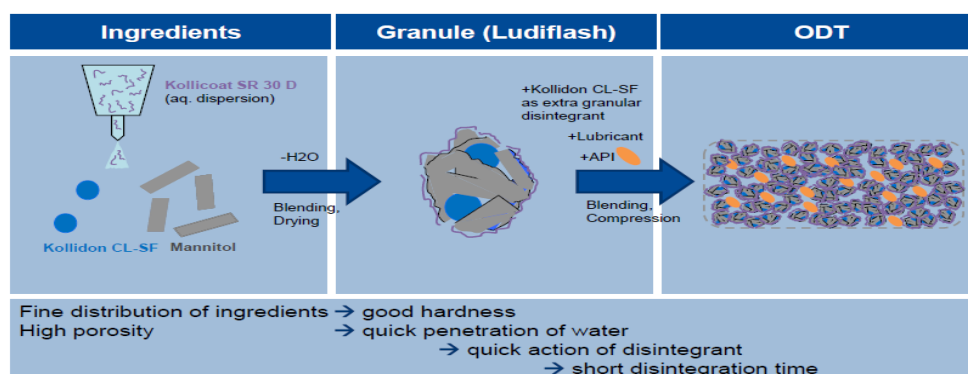 Ingredients
Granule (Ludiflash)
ODT
Kollicoat SR 30 D
(aq. dispersion)
Kollidon CL-SF
Mannitol
-H2O
Blending,
Drying
+Kollidon CL-SF
as extra granular
disintegrant
+Lubricant
+API
Blending,
Compression
Fine distribution of ingredients → good hardness
High porosity → quick penetration of water
→ quick action of disintegrant
→ short disintegration time